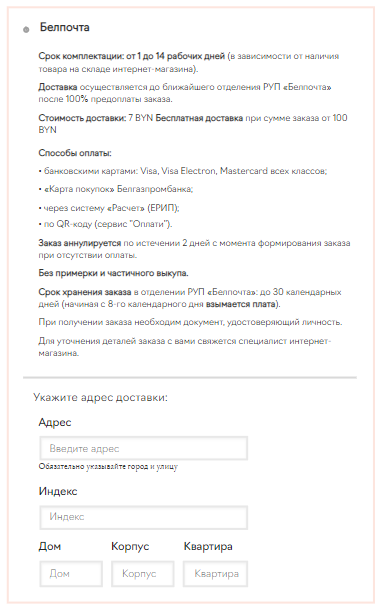 Белпочта
Срок комплектации: от 1 до 14 рабочих дней (в зависимости от наличия
товара на складе интернет-магазина).
Доставка осуществляется до ближайшего отделения РУП «Белпочта»
после 100% предоплаты заказа.
Стоимость доставки: 7 BYN Бесплатная доставка при сумме заказа от 100
BYN
Способы оплаты:
• банковскими картами: Visa, Visa Electron, Mastercard всех классов;
• «Карта покупок» Белгазпромбанка;
• через систему «Расчет» (ЕРИП);
• по QR-коду (сервис "Оплати").
Заказ аннулируется по истечении 2 дней с момента формирования заказа
при отсутствии оплаты.
Без примерки и частичного выкупа.
Срок хранения заказа в отделении РУП «Белпочта»: до 30 календарных
дней (начиная с 8-го календарного дня взымается плата).
При получении заказа необходим документ, удостоверяющий личность.
Для уточнения деталей заказа с вами свяжется специалист интернет-
магазина.
Укажите адрес доставки:
Адрес
Введите адрес
Обязательно указывайте город и улицу
Индекс
Индекс
Дом Корпус Квартира
Дом Корпус Квартира